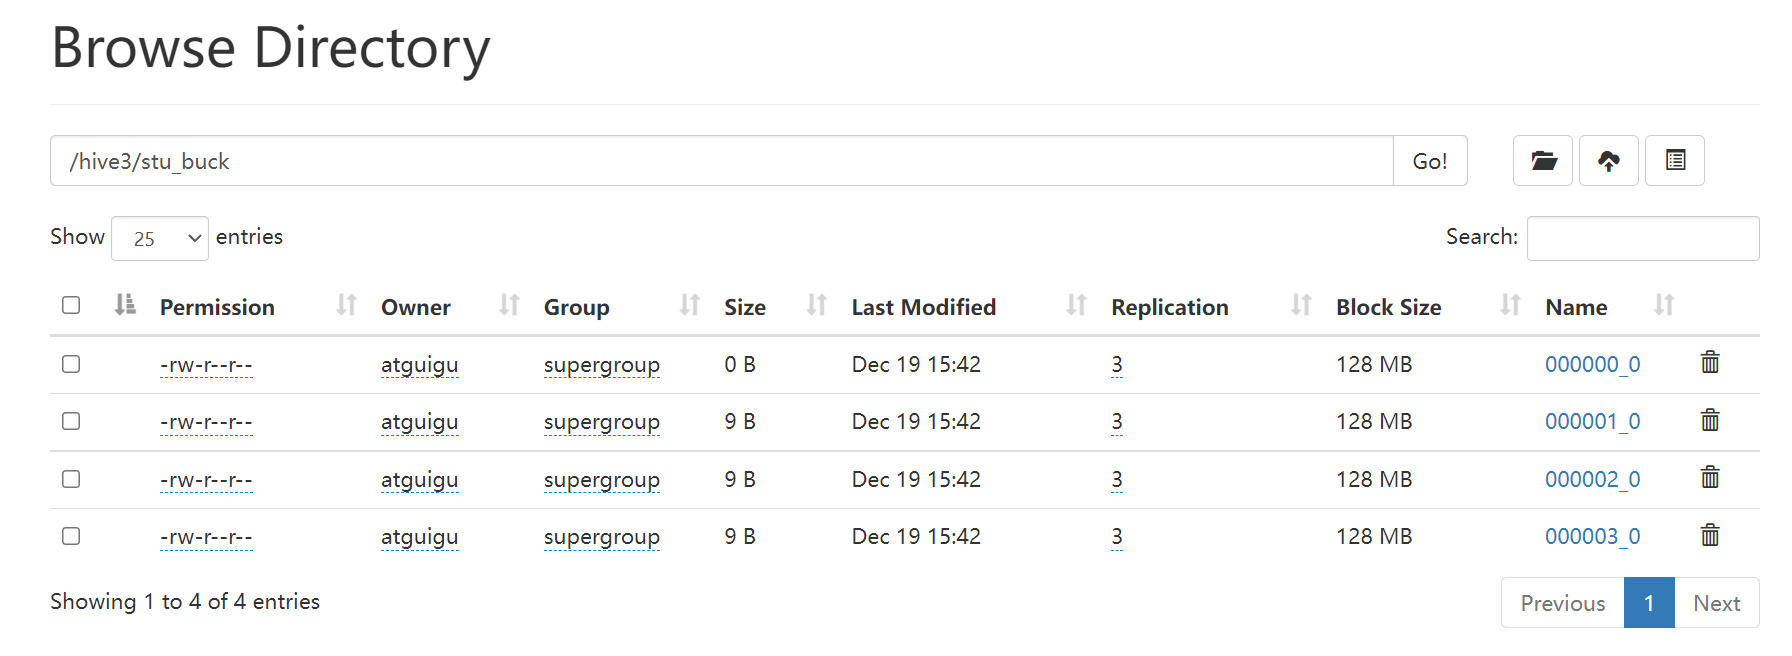 Browse Directory
/hive3/stu_buck Go!
Show 25 entries Search:
Permission Owner Group Size Last Modified Replication Block Size Name
-rw-r--r-- atguigu supergroup 0 B Dec 19 15:42 3 128 MB 000000_0
-rw-r--r-- atguigu supergroup 9 B Dec 19 15:42 3 128 MB 000001_0
-rw-r--r-- atguigu supergroup 9 B Dec 19 15:42 3 128 MB 000002_0
-rw-r--r-- atguigu supergroup 9 B Dec 19 15:42 3 128 MB 000003_0
Showing 1 to 4 of 4 entries Previous 1 Next